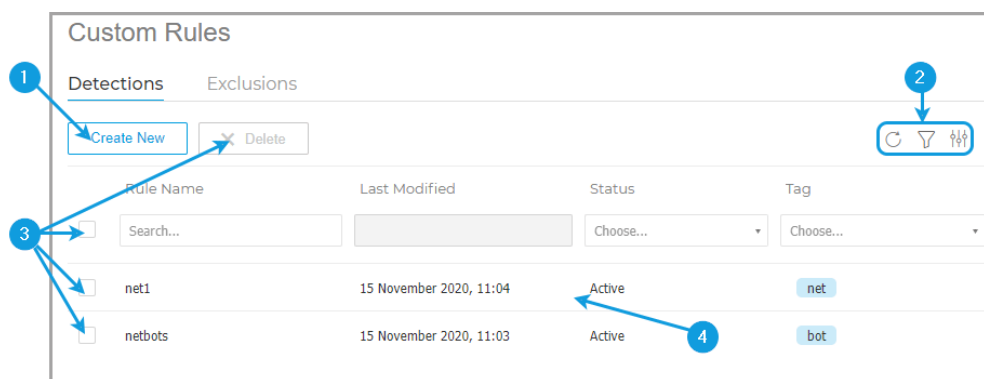 Custom Rules
1
Detections Exclusions
2
Create New Delete
Rule Name Last Modified Status Tag
3
Search... Choose... Choose...
net1 15 November 2020, 11:04 Active net
netbots 15 November 2020, 11:03 Active bot
4